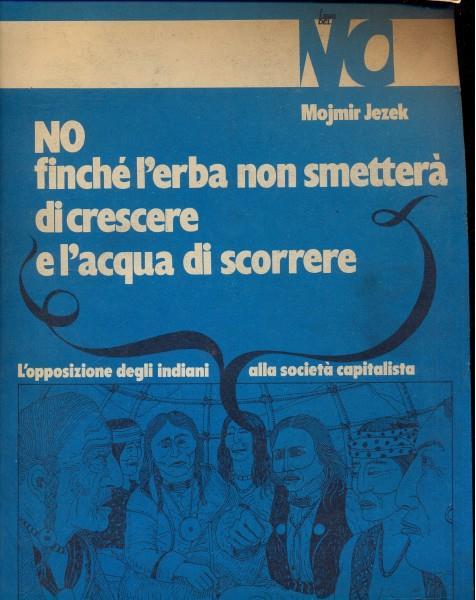 NO
Mojmir Jezek
NO
finché l'erba non smetterà
di crescere
e l'acqua di scorrere
L'opposizione degli indiani alla società capitalista